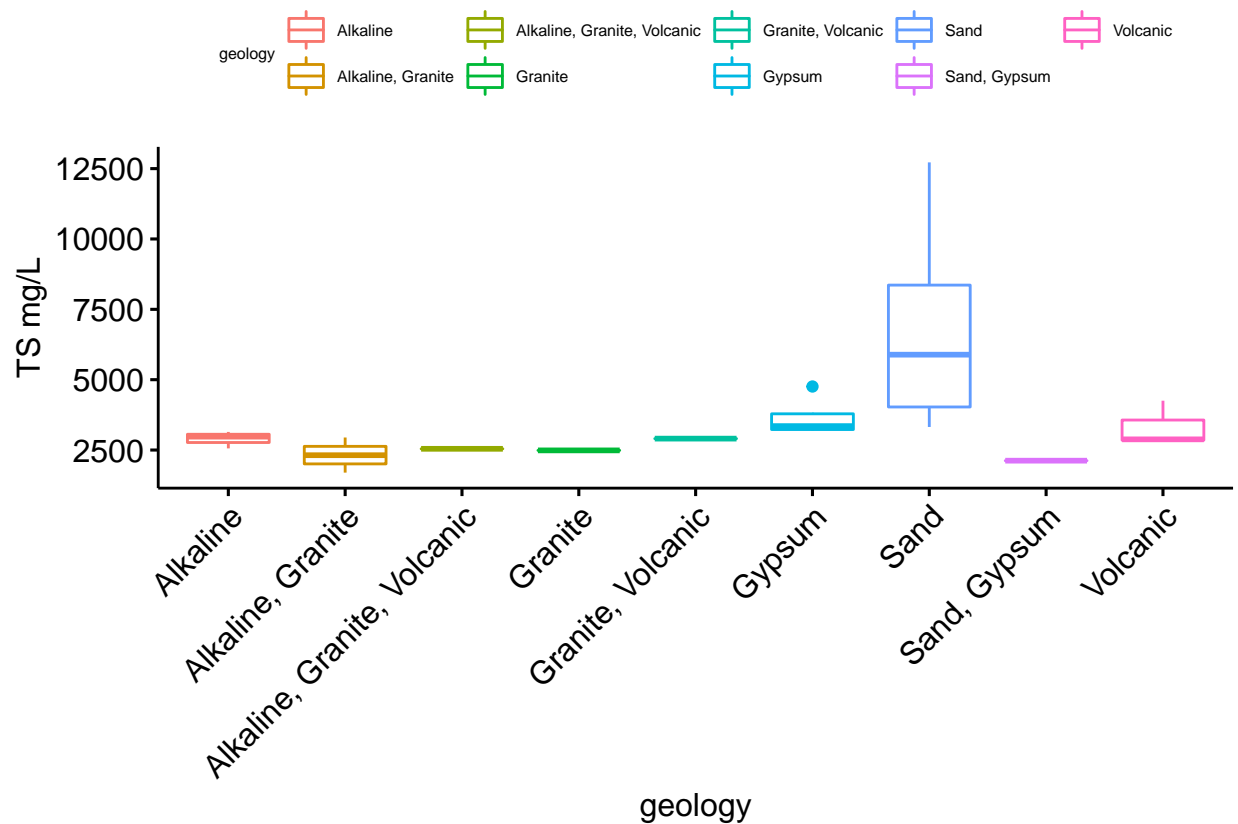 Alkaline
Alkaline, Granite, Volcanic
Granite, Volcanic
Sand
Volcanic
geology
Alkaline, Granite
Granite
Gypsum
Sand, Gypsum
12500
10000
7500
5000
2500
TS mg/L
Alkaline
Alkaline, Granite
Alkaline, Granite, Volcanic
Granite
Granite, Volcanic
Gypsum
Sand
Sand, Gypsum
Volcanic
geology